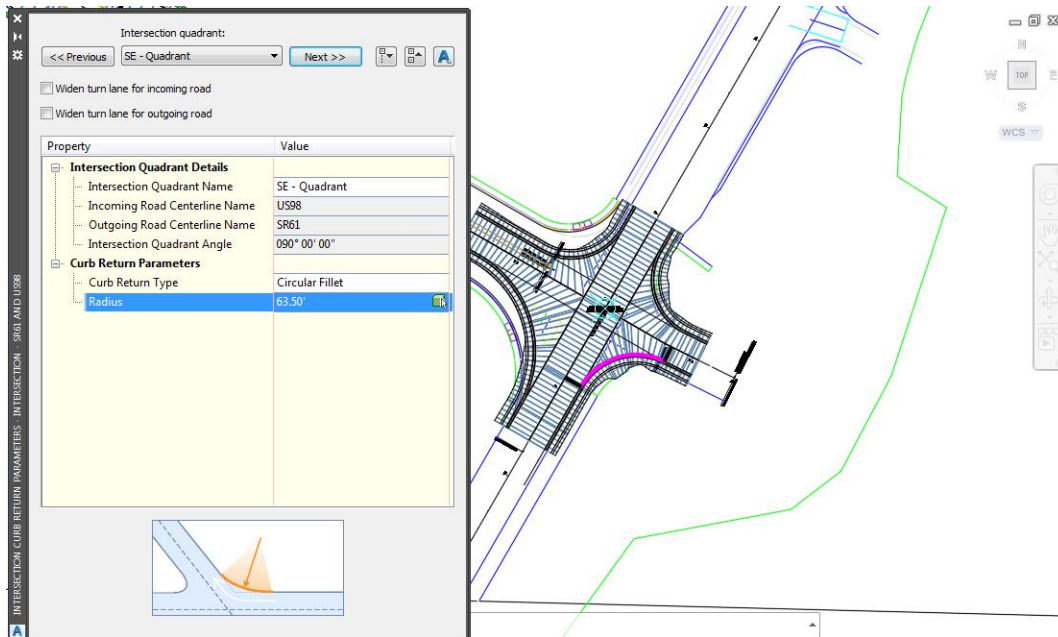 Intersection quadrant:
<< Previous
SE - Quadrant
Next >>
Widen turn lane for incoming road
Widen turn lane for outgoing road
Property Value
Intersection Quadrant Details
Intersection Quadrant Name SE - Quadrant
Incoming Road Centerline Name US98
Outgoing Road Centerline Name SR61
Intersection Quadrant Angle 090° 00' 00"
Curb Return Parameters
Curb Return Type Circular Fillet
Radius 63.50'
INTERSECTION CURB RETURN PARAMETERS - INTERSECTION - SR61 AND US98
N
W TOP E
S
WCS